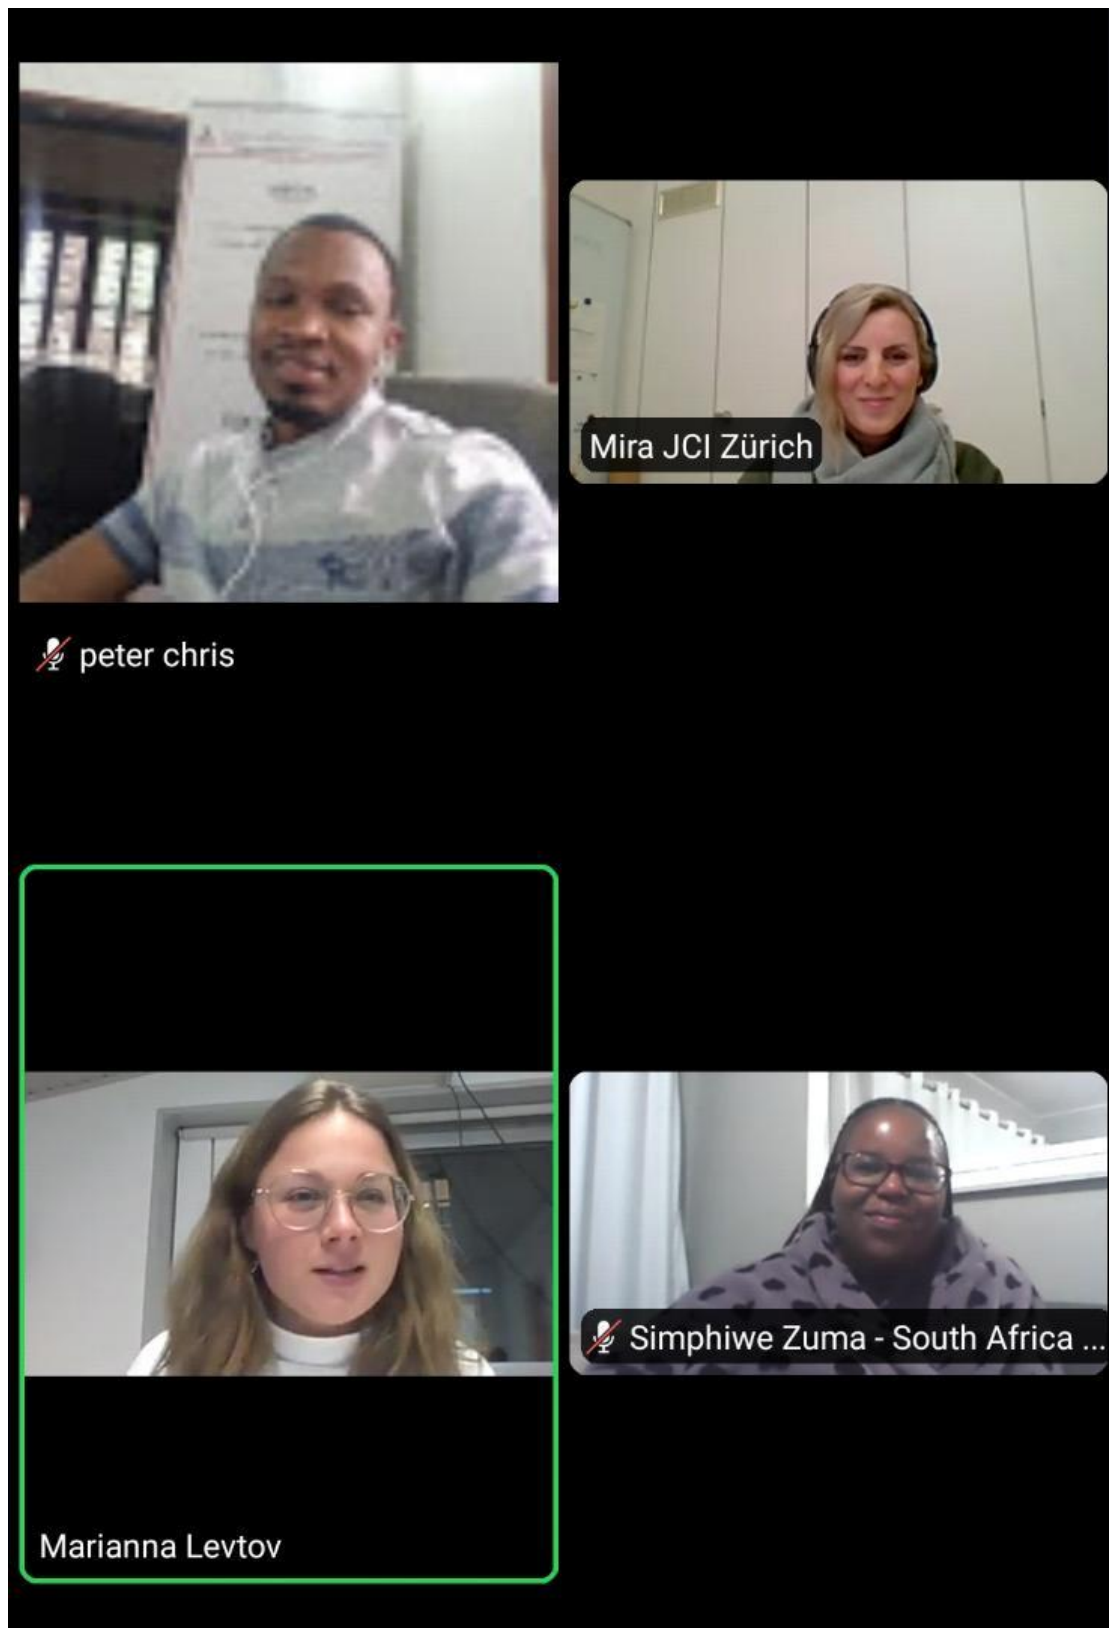 Mira JCI Zürich
peter chris
Marianna Levtov
Simphiwe Zuma - South Africa ...